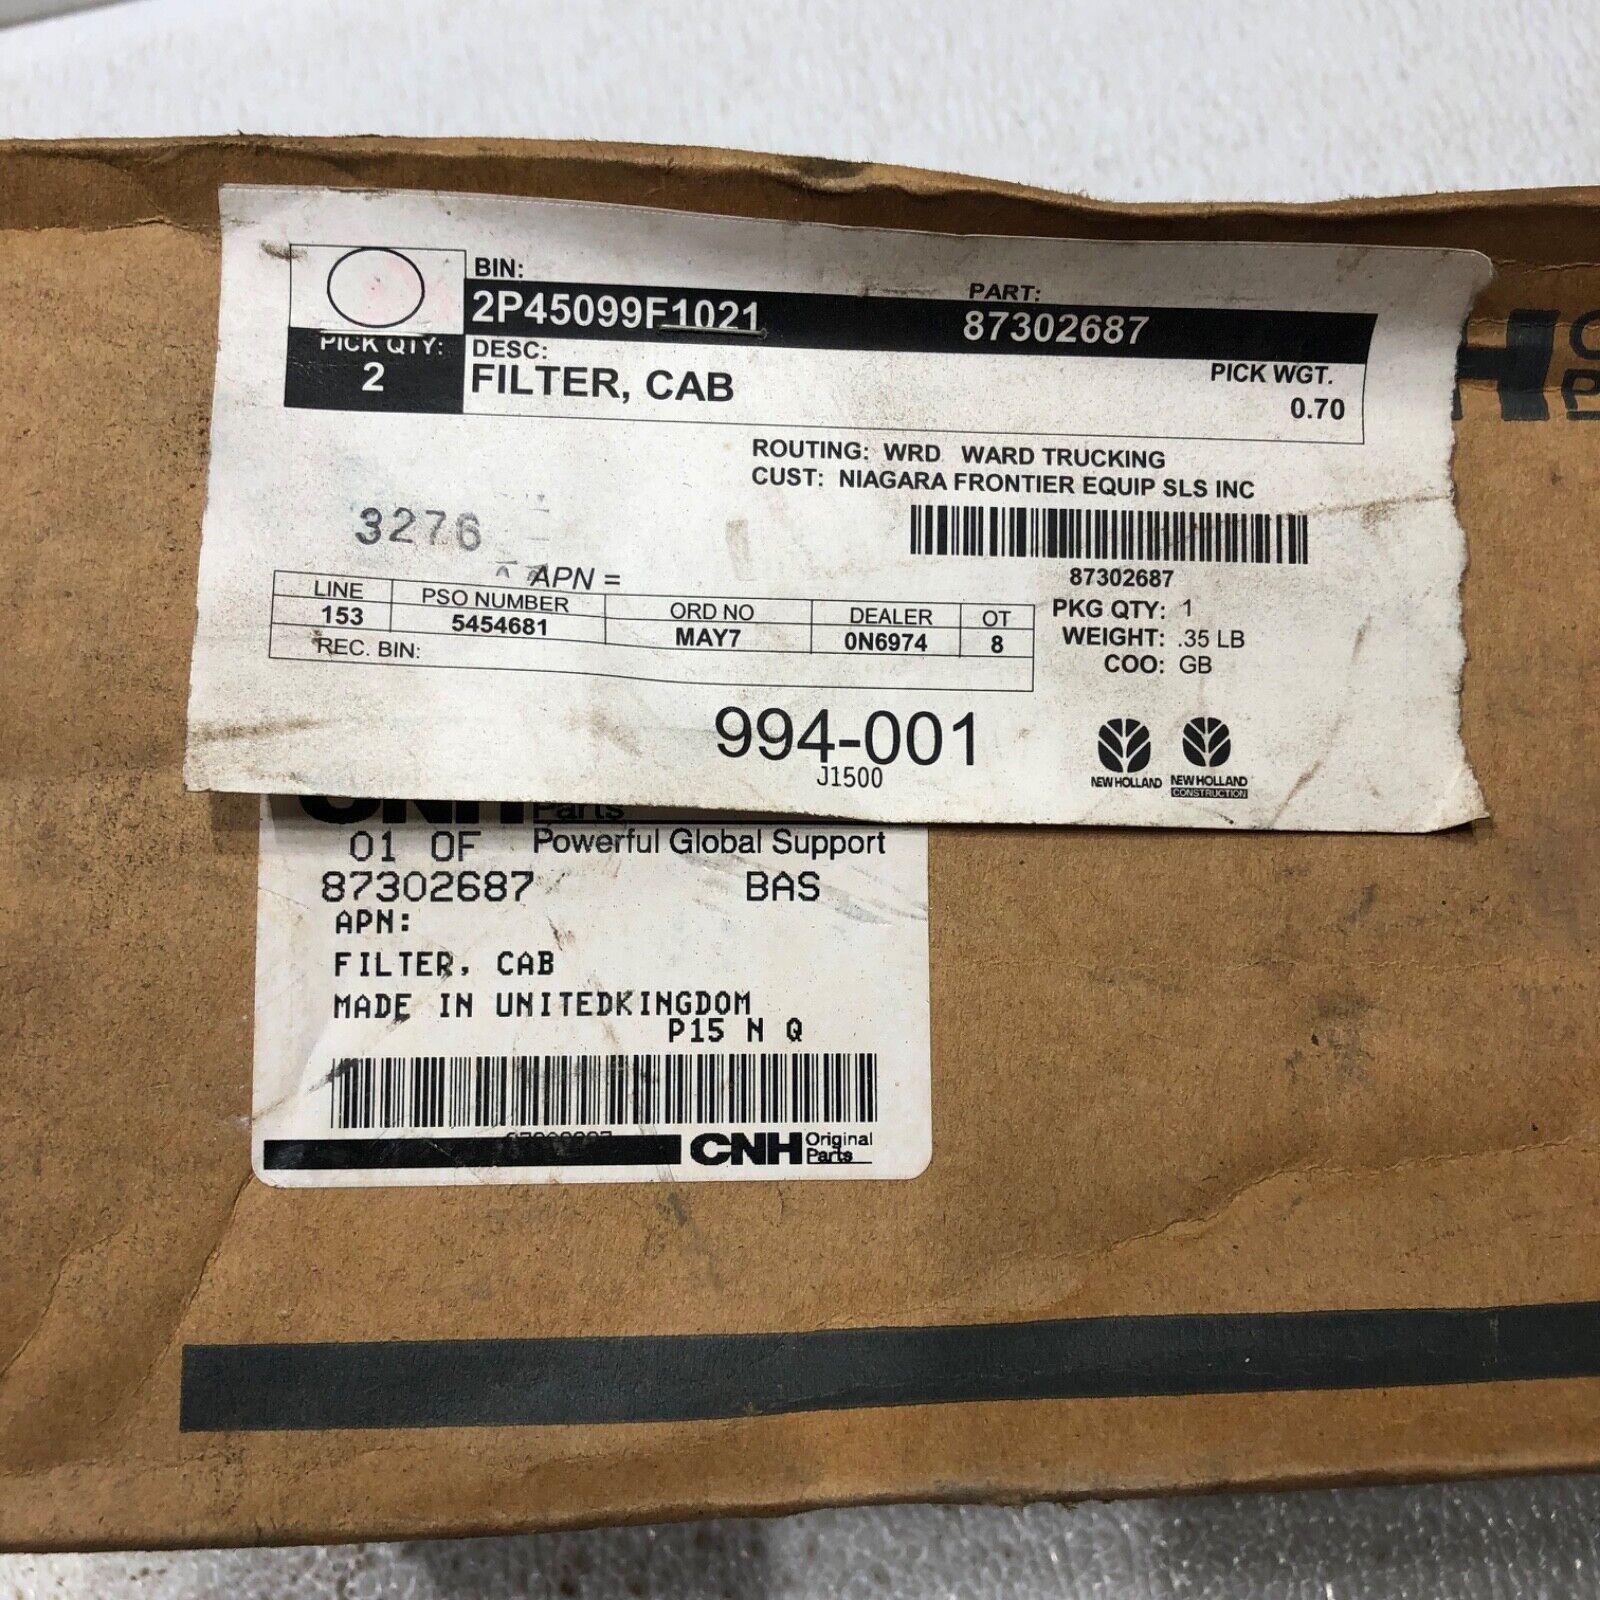 BIN:
2P45099F1021
PART:
87302687
PICK QTY:
2
DESC:
FILTER, CAB
PICK WGT.
0.70
ROUTING: WRD WARD TRUCKING
CUST: NIAGARA FRONTIER EQUIP SLS INC
3276
APN =
87302687
LINE PSO NUMBER ORD NO DEALER OT
153 5454681 MAY7 0N6974 8
REC. BIN:
PKG QTY: 1
WEIGHT: .35 LB
COO: GB
994-001
J1500
NEW HOLLAND
NEW HOLLAND
CONSTRUCTION
CNH Parts
01 OF Powerful Global Support
87302687 BAS
APN:
FILTER, CAB
MADE IN UNITEDKINGDOM
P15 N Q
CNH Original
Parts